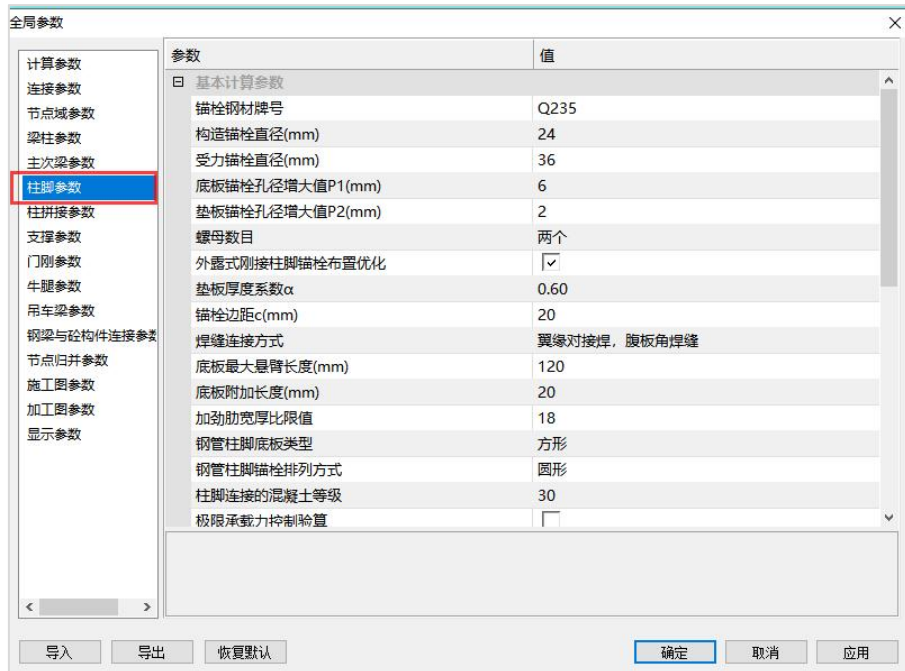 全局参数
计算参数
连接参数
节点域参数
梁柱参数
主次梁参数
柱脚参数
柱拼接参数
支撑参数
门刚参数
牛腿参数
吊车梁参数
钢梁与砼构件连接参数
节点归并参数
施工图参数
加工图参数
显示参数
参数 值
基本计算参数
锚栓钢材牌号 Q235
构造锚栓直径(mm) 24
受力锚栓直径(mm) 36
底板锚栓孔径增大值P1(mm) 6
垫板锚栓孔径增大值P2(mm) 2
螺母数目 两个
外露式刚接柱脚锚栓布置优化
垫板厚度系数α 0.60
锚栓边距c(mm) 20
焊缝连接方式 翼缘对接焊，腹板角焊缝
底板最大悬臂长度(mm) 120
底板附加长度(mm) 20
加劲肋宽厚比限值 18
钢管柱脚底板类型 方形
钢管柱脚锚栓排列方式 圆形
柱脚连接的混凝土等级 30
极限承载力控制验算
导入 导出 恢复默认 确定 取消 应用